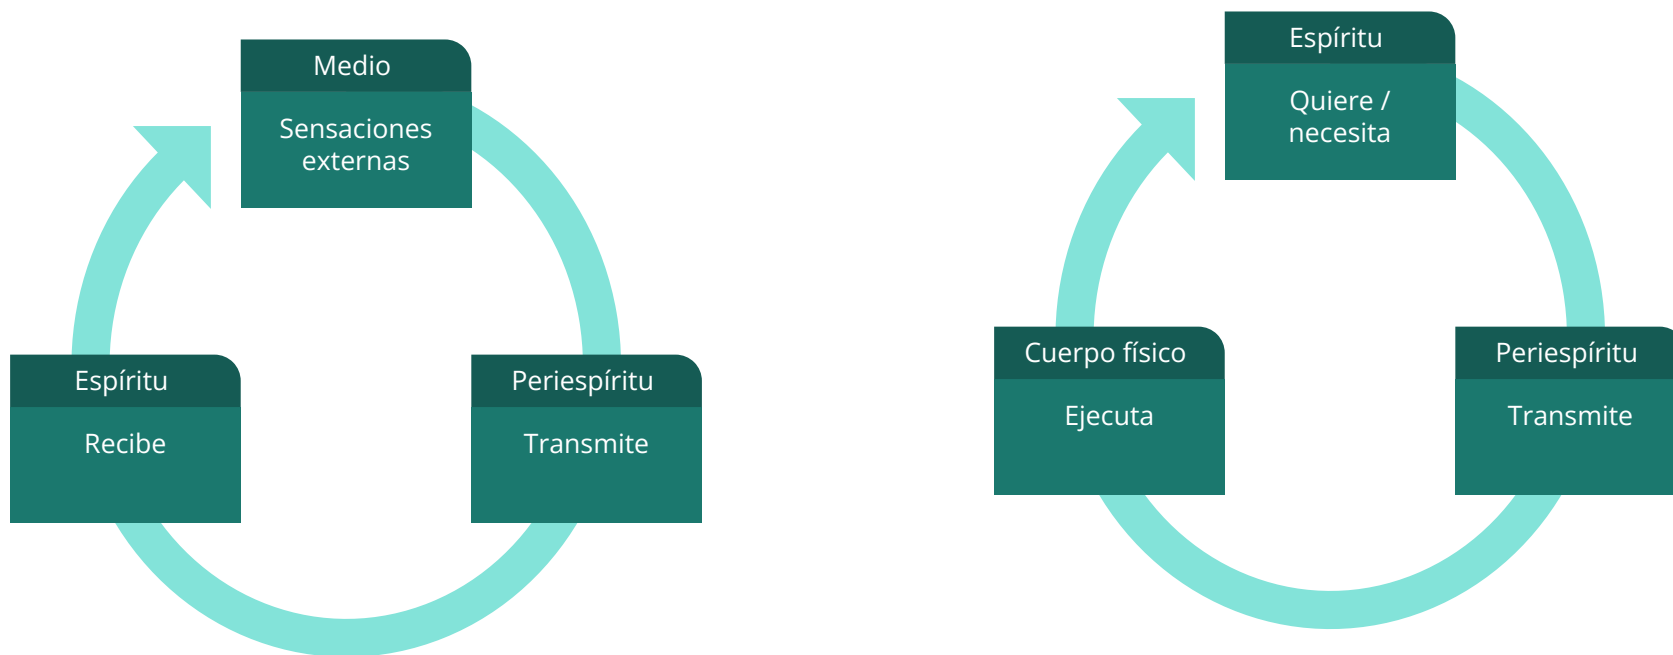 Medio
Sensaciones
externas
Espíritu
Recibe
Periespíritu
Transmite
Espíritu
Quiere /
necesita
Cuerpo físico
Ejecuta
Periespíritu
Transmite